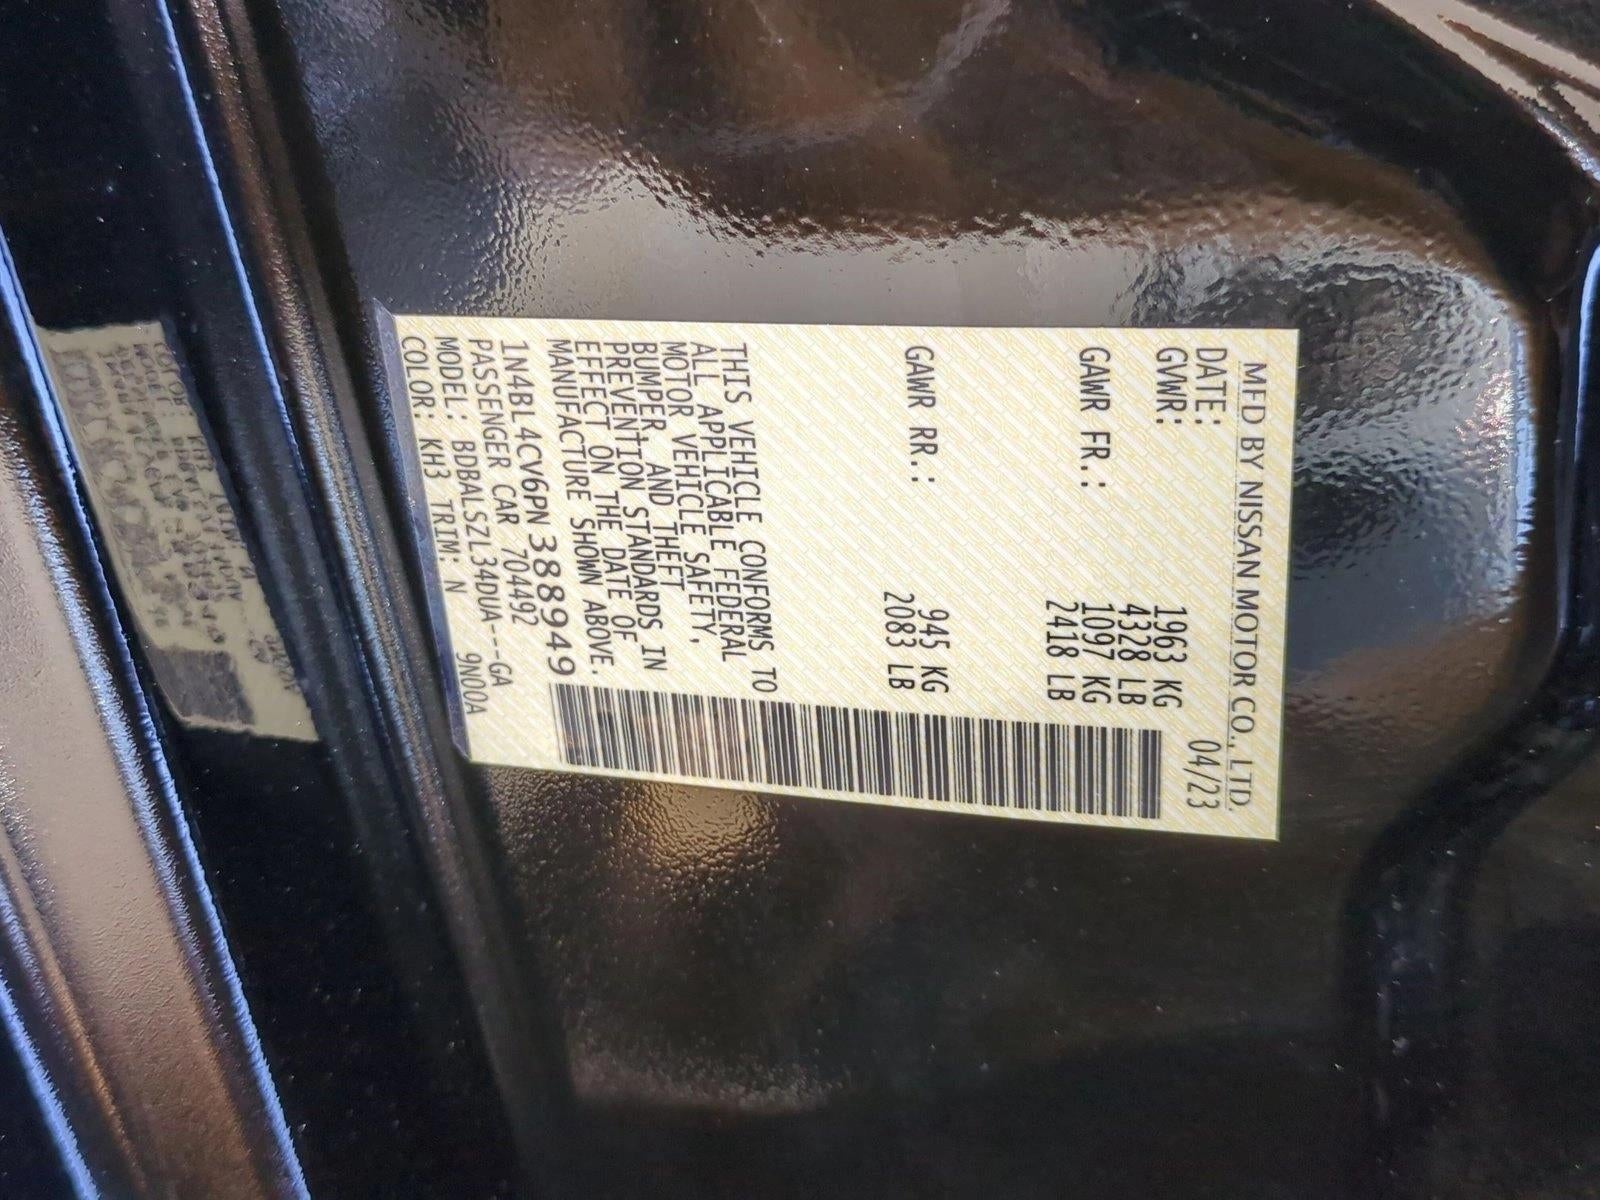 MFD BY NISSAN MOTOR CO., LTD.
DATE: 04/23
GVWR: 1963 KG
4328 LB
GAWR FR.: 1097 KG
2418 LB
GAWR RR.: 945 KG
2083 LB
THIS VEHICLE CONFORMS TO
ALL APPLICABLE FEDERAL
MOTOR VEHICLE SAFETY,
BUMPER, AND THEFT
PREVENTION STANDARDS IN
EFFECT ON THE DATE OF
MANUFACTURE SHOWN ABOVE.
1N4BL4CV6PN388949
PASSENGER CAR 704492
MODEL: BDBALSZL34DUA---GA
COLOR: KH3 TRIM: N 9N00A